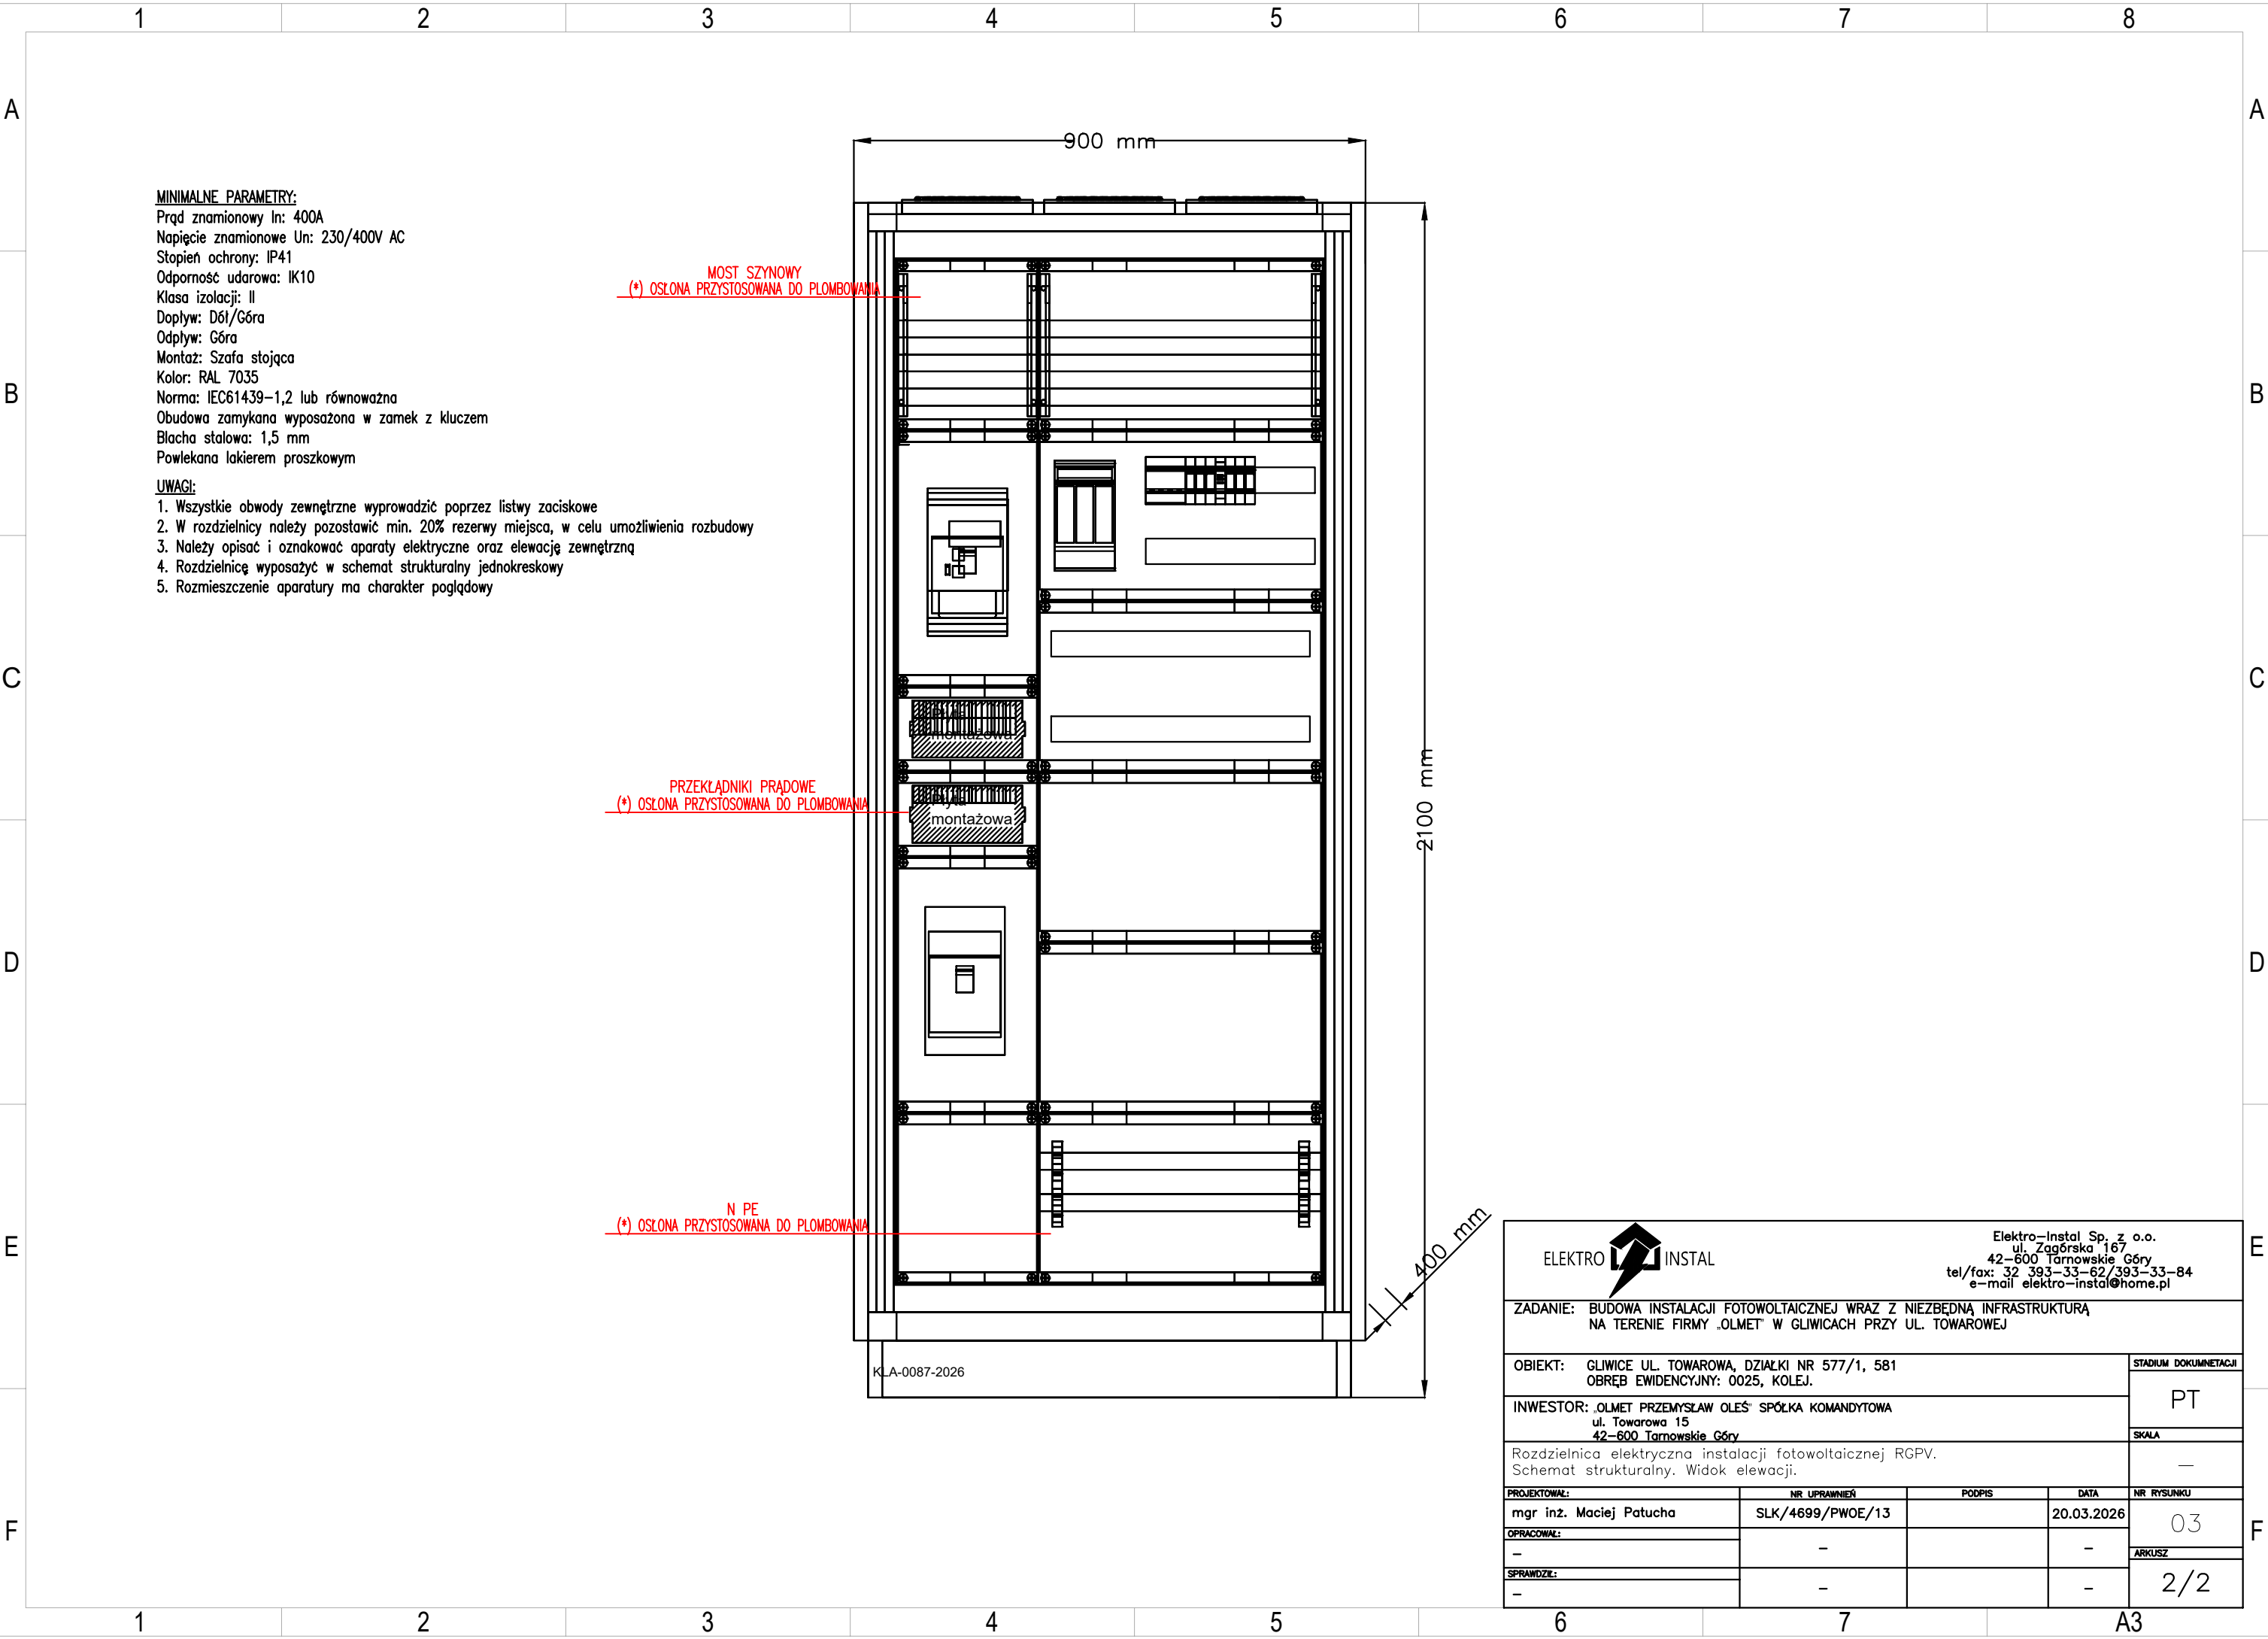 1 2 3 4 5 6 7 8
A A
B B
C C
D D
E E
F F
MINIMALNE PARAMETRY:
Prąd znamionowy In: 400A
Napięcie znamionowe Un: 230/400V AC
Stopień ochrony: IP41
Odporność udarowa: IK10
Klasa izolacji: II
Dopływ: Dół/Góra
Odpływ: Góra
Montaż: Szafa stojąca
Kolor: RAL 7035
Norma: IEC61439-1,2 lub równoważna
Obudowa zamykana wyposażona w zamek z kluczem
Blacha stalowa: 1,5 mm
Powlekana lakierem proszkowym
UWAGI:
1. Wszystkie obwody zewnętrzne wyprowadzić poprzez listwy zaciskowe
2. W rozdzielnicy należy pozostawić min. 20% rezerwy miejsca, w celu umożliwienia rozbudowy
3. Należy opisać i oznakować aparaty elektryczne oraz elewację zewnętrzną
4. Rozdzielnicę wyposażyć w schemat strukturalny jednokreskowy
5. Rozmieszczenie aparatury ma charakter poglądowy
900 mm
MOST SZYNOWY
(*) OSŁONA PRZYSTOSOWANA DO PLOMBOWANIA
Płyta
montażowa
PRZEKŁĄDNIKI PRĄDOWE
(*) OSŁONA PRZYSTOSOWANA DO PLOMBOWANIA
Płyta
montażowa
2100 mm
N PE
(*) OSŁONA PRZYSTOSOWANA DO PLOMBOWANIA
400 mm
KLA-0087-2026
ELEKTRO INSTAL
Elektro-Instal Sp. z o.o.
ul. Zagórska 167
42-600 Tarnowskie Góry
tel/fax: 32 393-33-62/393-33-84
e-mail elektro-instal@home.pl
ZADANIE: BUDOWA INSTALACJI FOTOWOLTAICZNEJ WRAZ Z NIEZBĘDNĄ INFRASTRUKTURĄ
NA TERENIE FIRMY „OLMET" W GLIWICACH PRZY UL. TOWAROWEJ
OBIEKT: GLIWICE UL. TOWAROWA, DZIAŁKI NR 577/1, 581
OBRĘB EWIDENCYJNY: 0025, KOLEJ.
STADIUM DOKUMNETACJI
PT
INWESTOR: „OLMET PRZEMYSŁAW OLEŚ" SPÓŁKA KOMANDYTOWA
ul. Towarowa 15
42-600 Tarnowskie Góry
SKALA
—
Rozdzielnica elektryczna instalacji fotowoltaicznej RGPV.
Schemat strukturalny. Widok elewacji.
PROJEKTOWAŁ: NR UPRAWNIEŃ PODPIS DATA NR RYSUNKU
mgr inż. Maciej Patucha SLK/4699/PWOE/13 20.03.2026 03
OPRACOWAŁ:
- - -
ARKUSZ
2/2
SPRAWDZIŁ:
- - -
1 2 3 4 5 6 7 A3